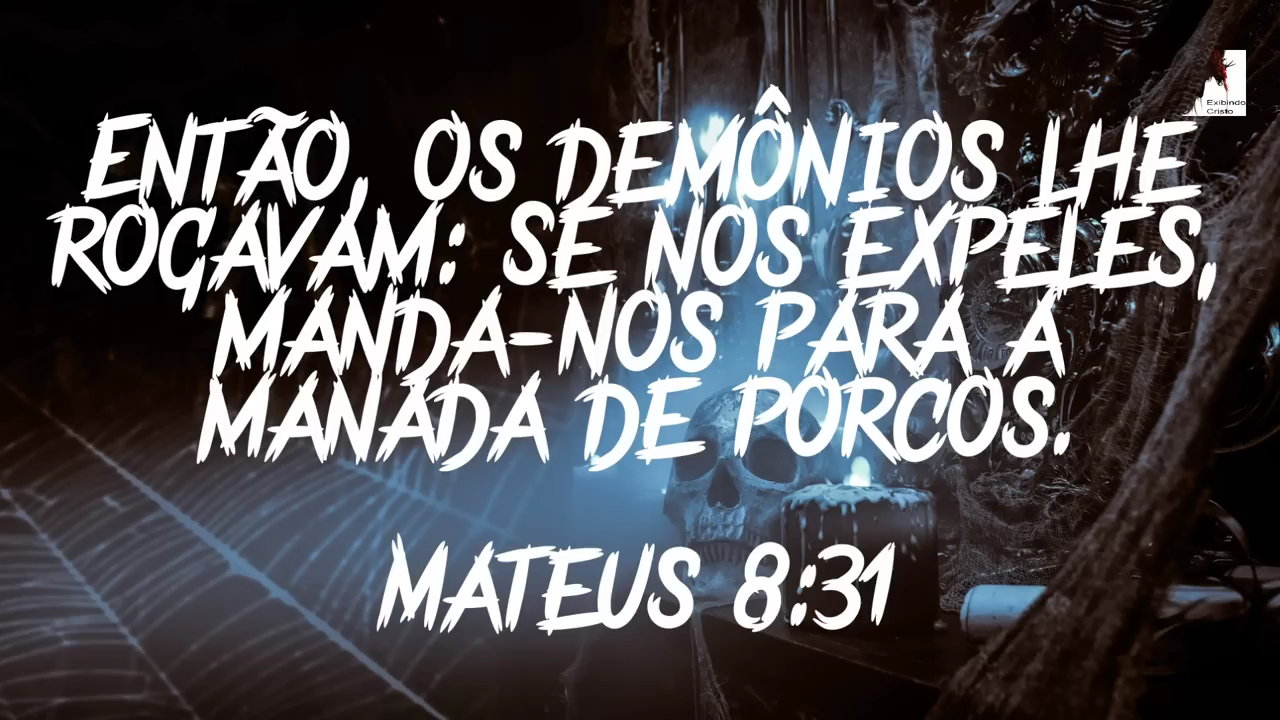 ENTÃO, OS DEMÔNIOS LHE
ROGAVAM: SE NOS EXPELES,
MANDA-NOS PARA A
MANADA DE PORCOS.
MATEUS 8:31
Exibindo
Cristo